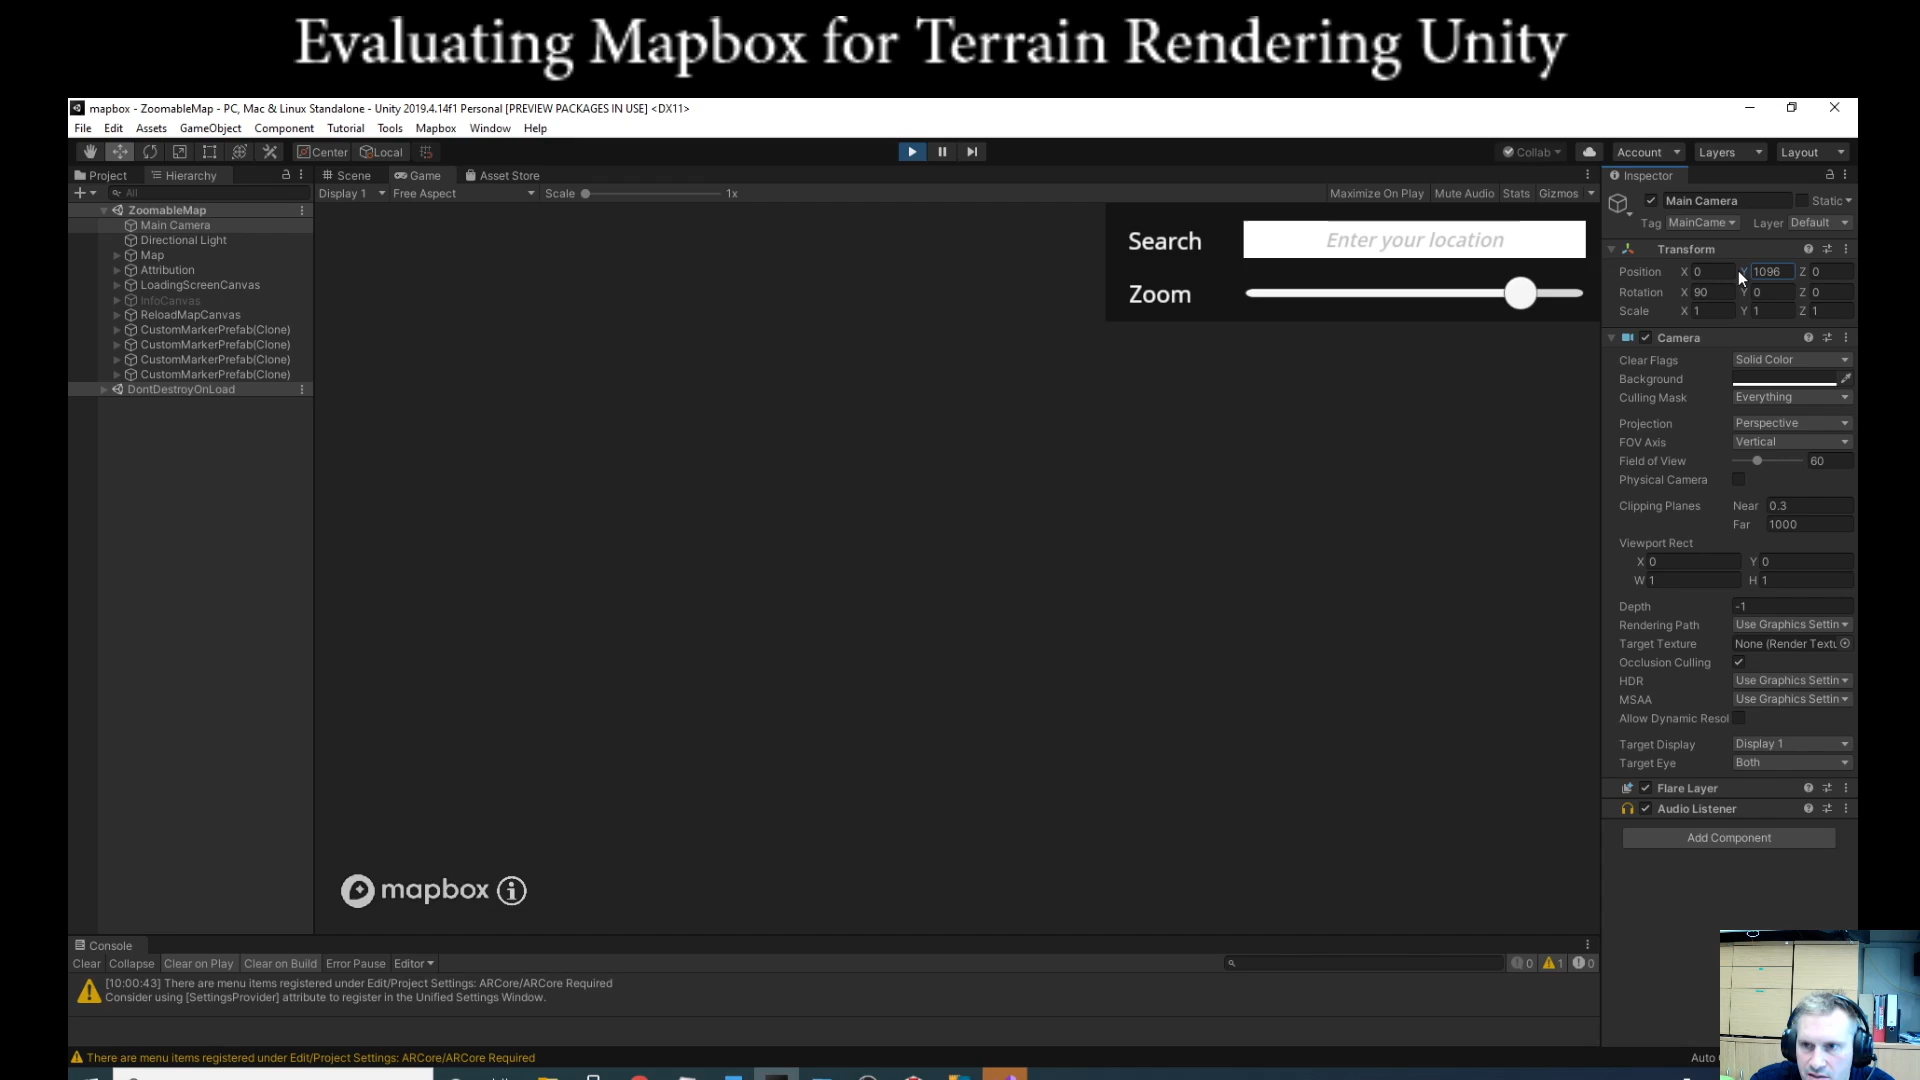 Evaluating Mapbox for Terrain Rendering Unity
mapbox - ZoomableMap - PC, Mac & Linux Standalone - Unity 2019.4.14f1 Personal [PREVIEW PACKAGES IN USE] <DX11>
File Edit Assets GameObject Component Tutorial Tools Mapbox Window Help
Center Local Collab Account Layers Layout
Project Hierarchy Scene Game Asset Store Inspector
All Display 1 Free Aspect Scale 1x Maximize On Play Mute Audio Stats Gizmos
ZoomableMap
Main Camera
Directional Light
Map
Attribution
LoadingScreenCanvas
InfoCanvas
ReloadMapCanvas
CustomMarkerPrefab(Clone)
CustomMarkerPrefab(Clone)
CustomMarkerPrefab(Clone)
CustomMarkerPrefab(Clone)
DontDestroyOnLoad
Search Enter your location
Zoom
mapbox
Main Camera Static
Tag MainCame Layer Default
Transform
Position X 0 Y 1096 Z 0
Rotation X 90 Y 0 Z 0
Scale X 1 Y 1 Z 1
Camera
Clear Flags Solid Color
Background
Culling Mask Everything
Projection Perspective
FOV Axis Vertical
Field of View 60
Physical Camera
Clipping Planes Near 0.3
Far 1000
Viewport Rect
X 0 Y 0
W 1 H 1
Depth -1
Rendering Path Use Graphics Settin
Target Texture None (Render Textu
Occlusion Culling
HDR Use Graphics Settin
MSAA Use Graphics Settin
Allow Dynamic Resol
Target Display Display 1
Target Eye Both
Flare Layer
Audio Listener
Add Component
Console
Clear Collapse Clear on Play Clear on Build Error Pause Editor 0 1 0
[10:00:43] There are menu items registered under Edit/Project Settings: ARCore/ARCore Required
Consider using [SettingsProvider] attribute to register in the Unified Settings Window.
There are menu items registered under Edit/Project Settings: ARCore/ARCore Required
Auto